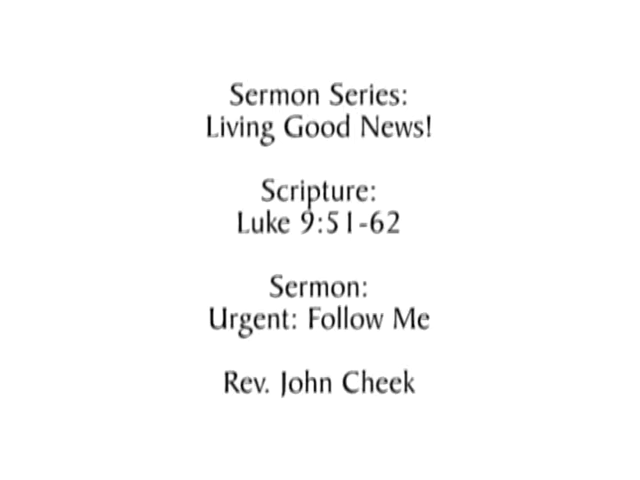 Sermon Series:
Living Good News!
Scripture:
Luke 9:51-62
Sermon:
Urgent: Follow Me
Rev. John Cheek